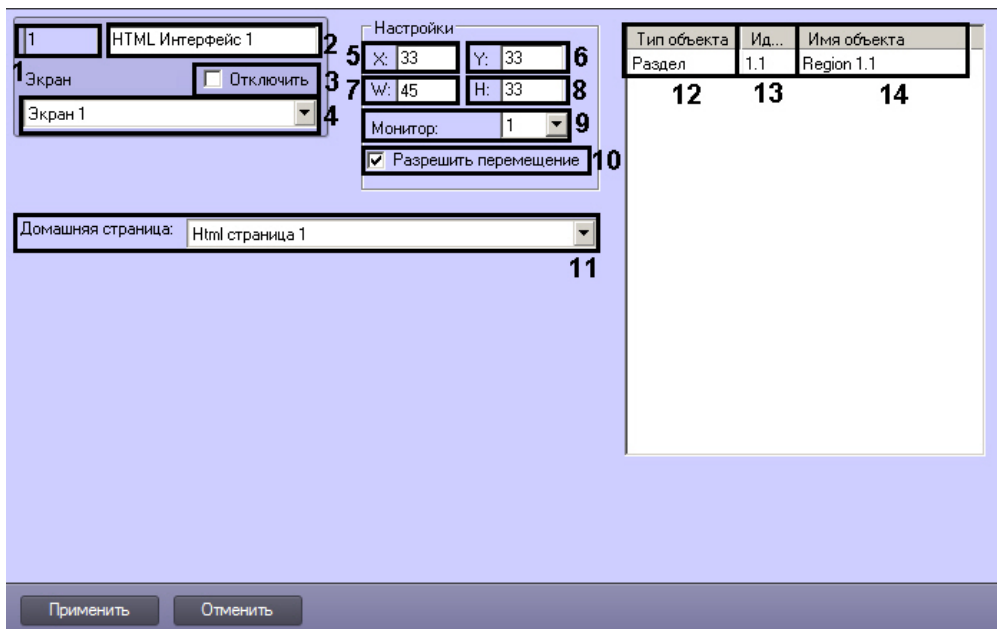 1
HTML Интерфейс 1
2
1
Экран
Отключить
3
Экран 1
4
Настройки
5
X: 33
Y: 33
6
7
W: 45
H: 33
8
Монитор: 1
9
Разрешить перемещение
10
Домашняя страница: Html страница 1
11
Тип объекта Ид... Имя объекта
Раздел 1.1 Region 1.1
12 13 14
Применить Отменить